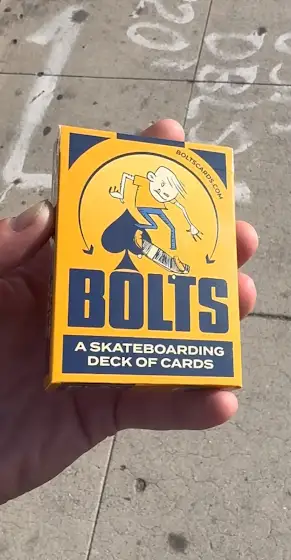 BOLTSCARDS.COM
BOLTS
A SKATEBOARDING
DECK OF CARDS